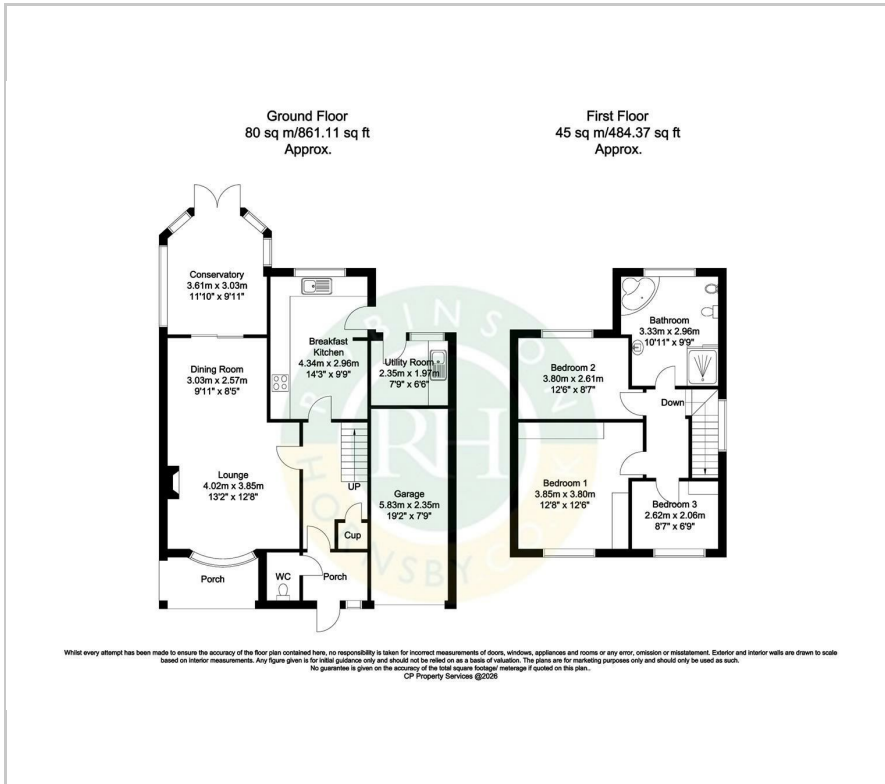 Ground Floor
80 sq m/861.11 sq ft
Approx.
First Floor
45 sq m/484.37 sq ft
Approx.
Conservatory
3.61m x 3.03m
11'10" x 9'11"
Breakfast
Kitchen
4.34m x 2.96m
14'3" x 9'9"
Utility Room
2.35m x 1.97m
7'9" x 6'6"
Dining Room
3.03m x 2.57m
9'11" x 8'5"
Lounge
4.02m x 3.85m
13'2" x 12'8"
UP
Cup
Garage
5.83m x 2.35m
19'2" x 7'9"
Porch
WC
Porch
Bathroom
3.33m x 2.96m
10'11" x 9'9"
Bedroom 2
3.80m x 2.61m
12'6" x 8'7"
Down
Bedroom 1
3.85m x 3.80m
12'8" x 12'6"
Bedroom 3
2.62m x 2.06m
8'7" x 6'9"
RH
Whilst every attempt has been made to ensure the accuracy of the floor plan contained here, no responsibility is taken for incorrect measurements of doors, windows, appliances and rooms or any error, omission or misstatement. Exterior and interior walls are drawn to scale
based on interior measurements. Any figure given is for initial guidance only and should not be relied on as a basis of valuation. The plans are for marketing purposes only and should only be used as such.
No guarantee is given on the accuracy of the total square footage/ meterage if quoted on this plan..
CP Property Services @2026